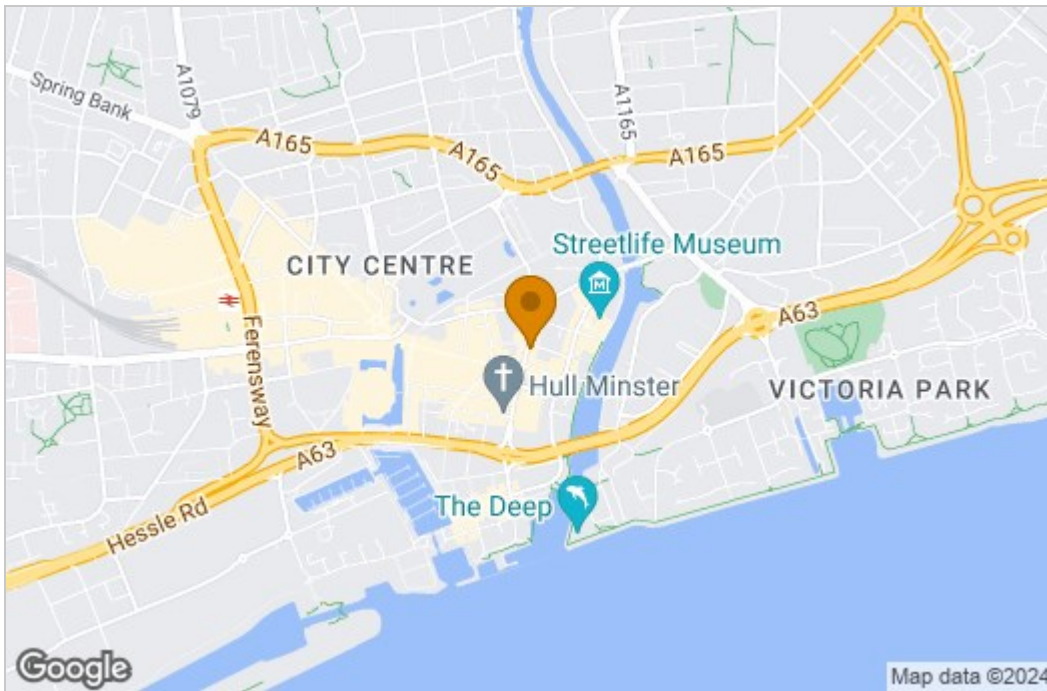 A1079
Spring Bank
A165
A165
A1165
A165
CITY CENTRE
Streetlife Museum
M
Ferensway
Hull Minster
A63
VICTORIA PARK
A63
Hessle Rd
The Deep
Google
Map data ©2024